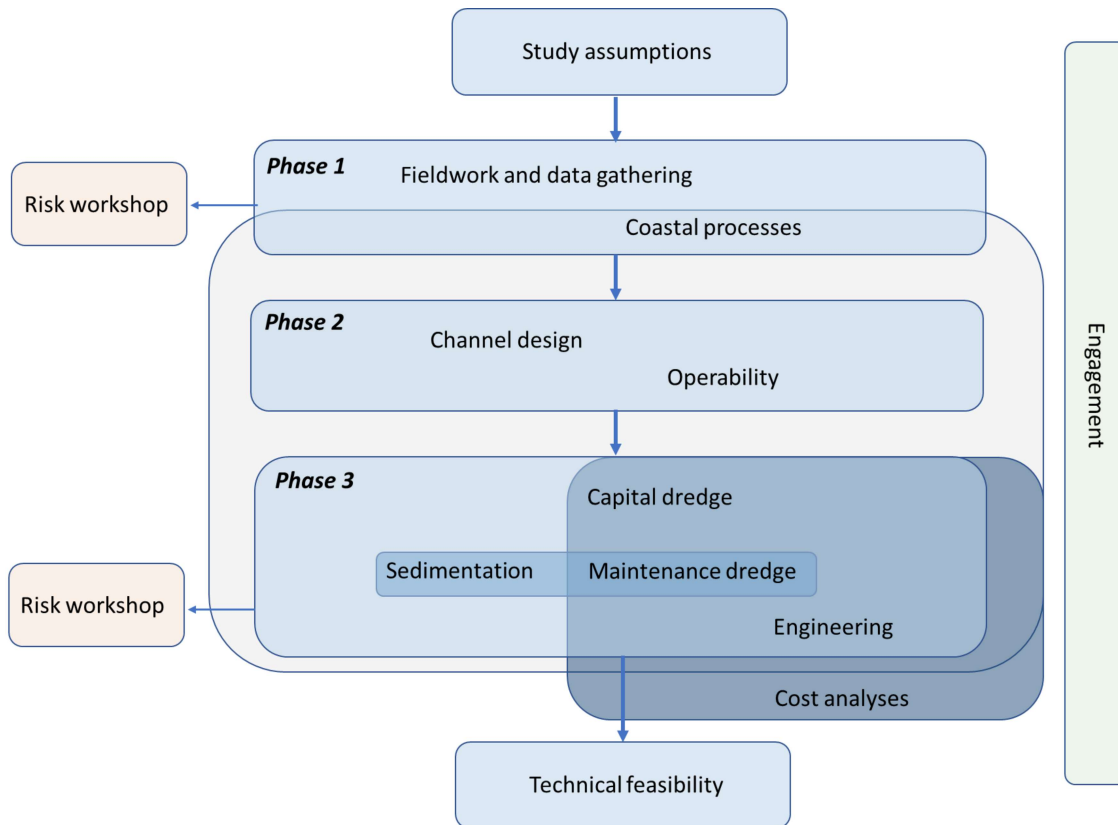 Study assumptions
Phase 1
Fieldwork and data gathering
Risk workshop
Coastal processes
Phase 2
Channel design
Operability
Engagement
Phase 3
Capital dredge
Sedimentation
Maintenance dredge
Risk workshop
Engineering
Cost analyses
Technical feasibility